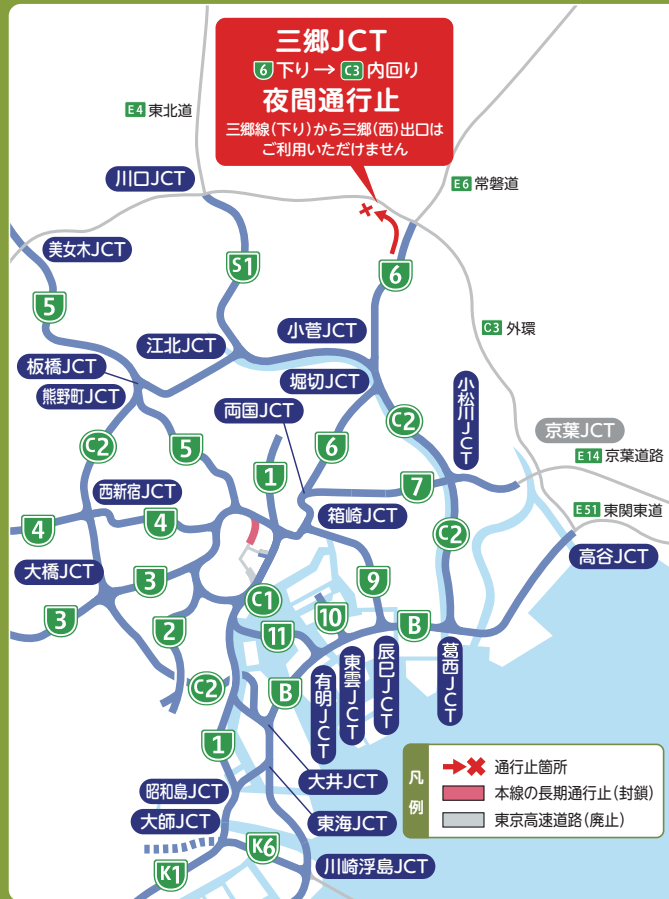 三郷JCT
6下り→C3内回り
夜間通行止
三郷線(下り)から三郷(西)出口は
ご利用いただけません
E4 東北道
川口JCT
E6 常磐道
美女木JCT
S1
6
5
C3 外環
江北JCT
小菅JCT
板橋JCT
堀切JCT
熊野町JCT
両国JCT
小松川JCT
C2
京葉JCT
C2
5
1
6
E14 京葉道路
7
西新宿JCT
箱崎JCT
E51 東関東道
4
4
C2
高谷JCT
大橋JCT
3
9
3
C1
10
B
2
11
C2
B
有明JCT
東雲JCT
辰巳JCT
葛西JCT
1
大井JCT
昭和島JCT
大師JCT
東海JCT
K6
K1
川崎浮島JCT
凡例
通行止箇所
本線の長期通行止(封鎖)
東京高速道路(廃止)